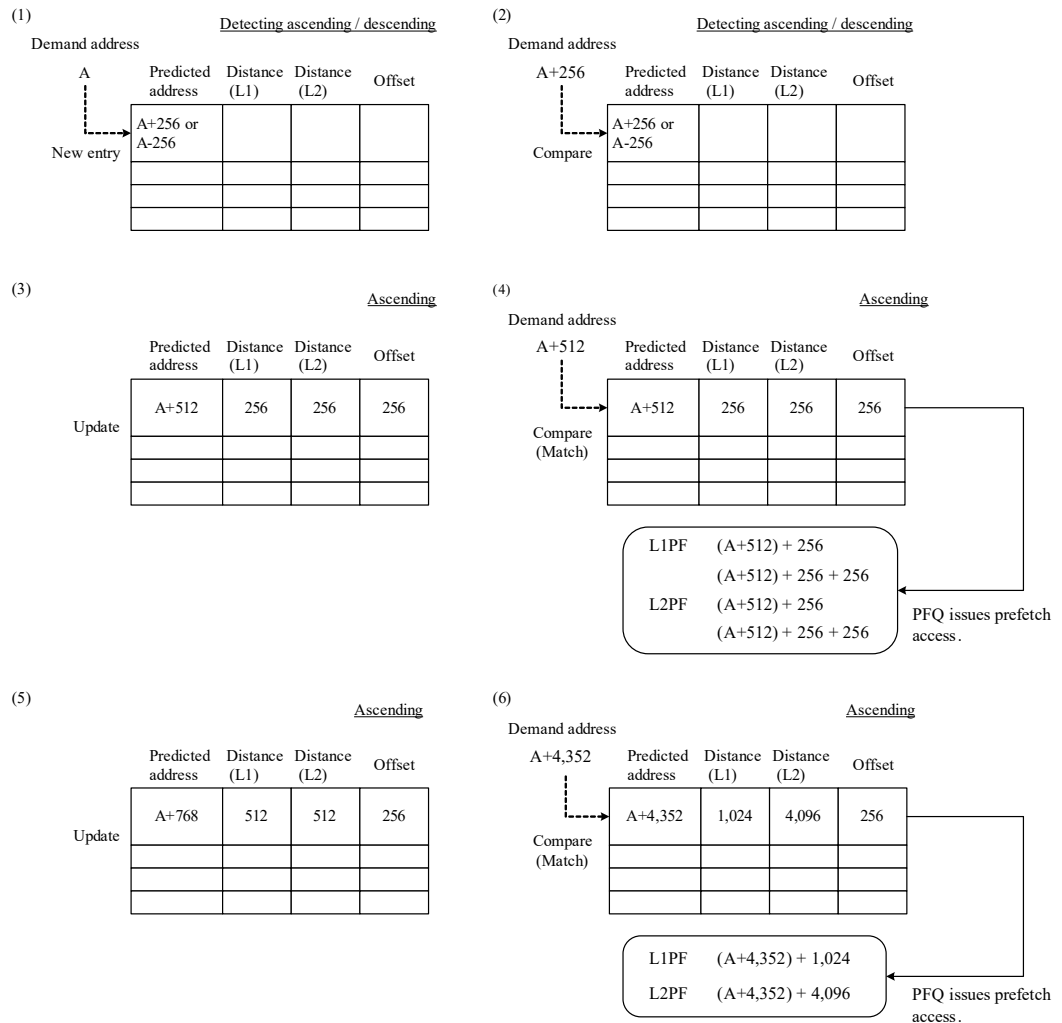 (1)
Detecting ascending / descending
Demand address
A
Predicted address
Distance (L1)
Distance (L2)
Offset
A+256 or
A-256
New entry
(2)
Detecting ascending / descending
Demand address
A+256
Predicted address
Distance (L1)
Distance (L2)
Offset
A+256 or
A-256
Compare
(3)
Ascending
Predicted address
Distance (L1)
Distance (L2)
Offset
Update
A+512 256 256 256
(4)
Ascending
Demand address
A+512
Predicted address
Distance (L1)
Distance (L2)
Offset
A+512 256 256 256
Compare
(Match)
L1PF (A+512) + 256
(A+512) + 256 + 256
L2PF (A+512) + 256
(A+512) + 256 + 256
PFQ issues prefetch
access.
(5)
Ascending
Predicted address
Distance (L1)
Distance (L2)
Offset
Update
A+768 512 512 256
(6)
Ascending
Demand address
A+4,352
Predicted address
Distance (L1)
Distance (L2)
Offset
A+4,352 1,024 4,096 256
Compare
(Match)
L1PF (A+4,352) + 1,024
L2PF (A+4,352) + 4,096
PFQ issues prefetch
access.